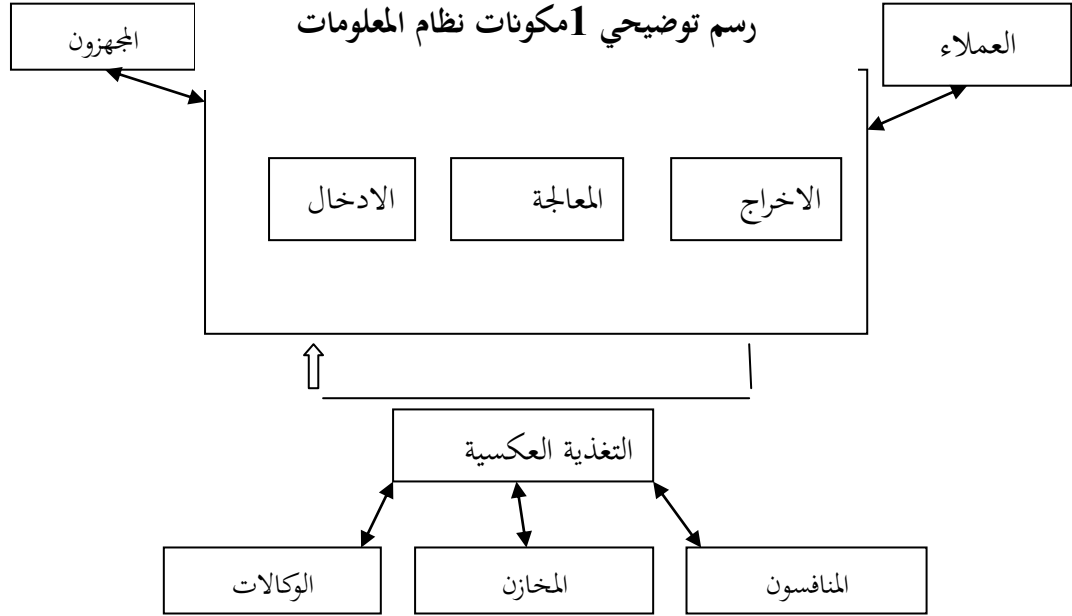 رسم توضيحي 1مكونات نظام المعلومات
العملاء
المجهزون
الاخراج
المعالجة
الادخال
التغذية العكسية
المنافسون
المخازن
الوكالات